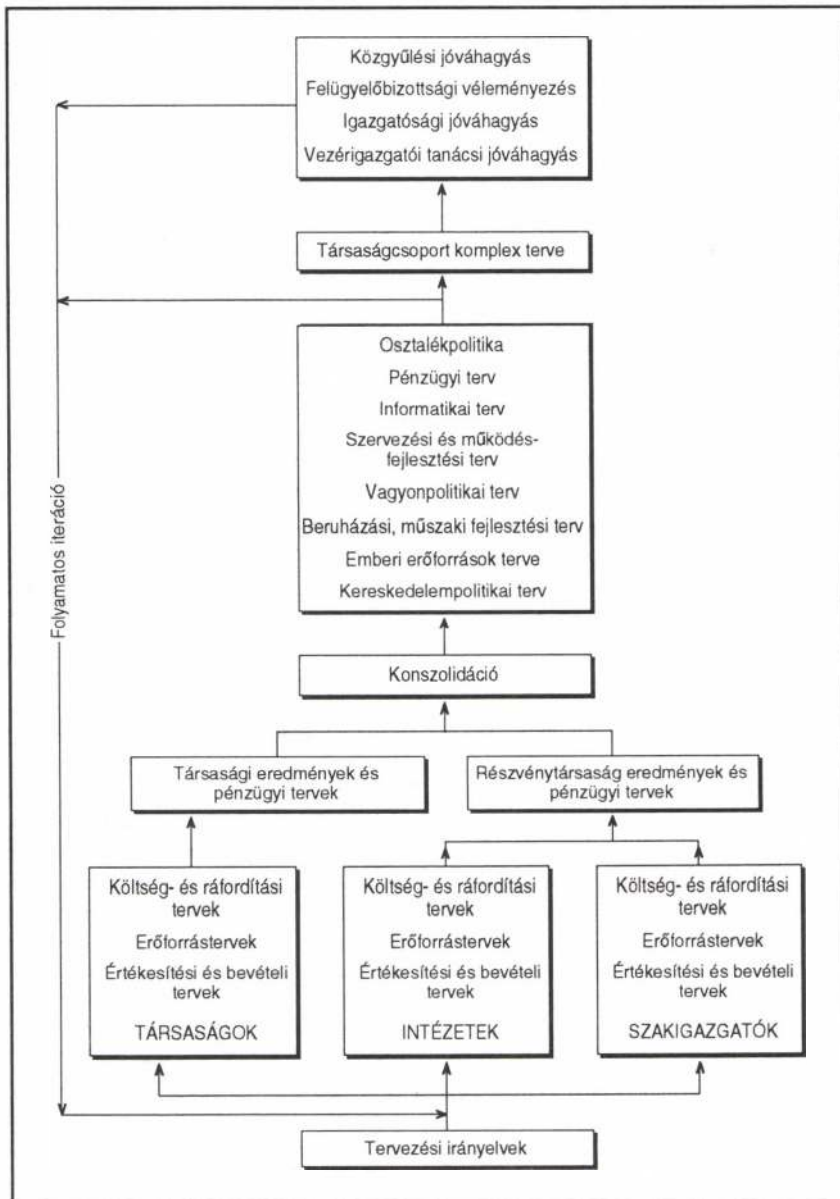 Közgyűlési jóváhagyás
Felügyelőbizottsági véleményezés
Igazgatósági jóváhagyás
Vezérigazgatói tanácsi jóváhagyás
Társaságcsoport komplex terve
Osztalékpolitika
Pénzügyi terv
Informatikai terv
Szervezési és működés-
fejlesztési terv
Vagyonpolitikai terv
Beruházási, műszaki fejlesztési terv
Emberi erőforrások terve
Kereskedelempolitikai terv
Folyamatos iteráció
Konszolidáció
Társasági eredmények és
pénzügyi tervek
Részvénytársaság eredmények és
pénzügyi tervek
Költség- és ráfordítási
tervek
Erőforrástervek
Értékesítési és bevételi
tervek
TÁRSASÁGOK
Költség- és ráfordítási
tervek
Erőforrástervek
Értékesítési és bevételi
tervek
INTÉZETEK
Költség- és ráfordítási
tervek
Erőforrástervek
Értékesítési és bevételi
tervek
SZAKIGAZGATÓK
Tervezési irányelvek